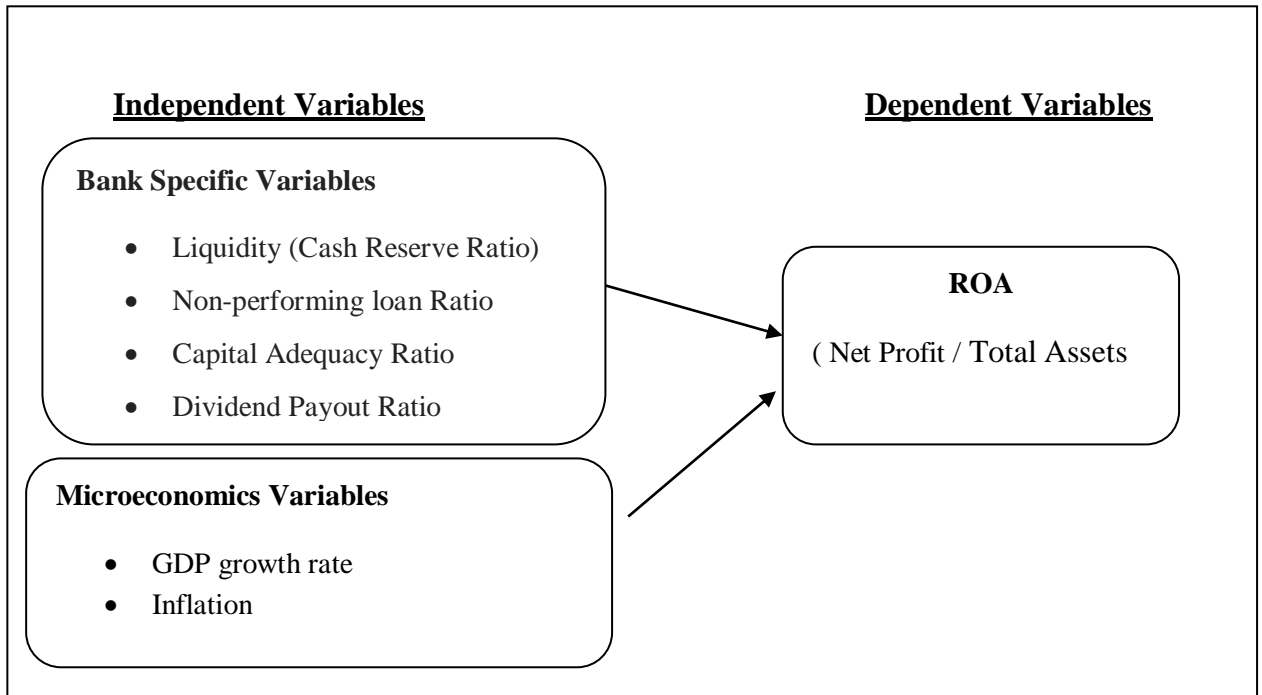 Independent Variables
Dependent Variables
Bank Specific Variables
• Liquidity (Cash Reserve Ratio)
• Non-performing loan Ratio
• Capital Adequacy Ratio
• Dividend Payout Ratio
ROA
( Net Profit / Total Assets
Microeconomics Variables
• GDP growth rate
• Inflation